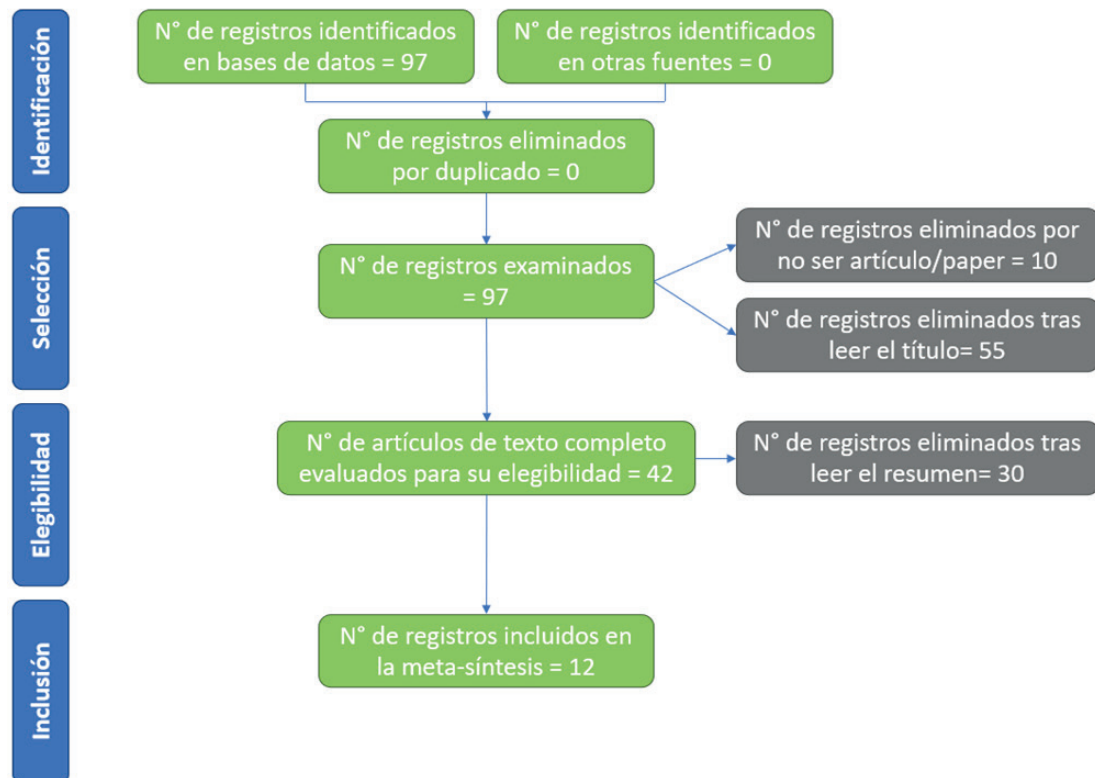 Identificación
N° de registros identificados
en bases de datos = 97
N° de registros identificados
en otras fuentes = 0
N° de registros eliminados
por duplicado = 0
Selección
N° de registros examinados
= 97
N° de registros eliminados por
no ser artículo/paper = 10
N° de registros eliminados tras
leer el título= 55
Elegibilidad
N° de artículos de texto completo
evaluados para su elegibilidad = 42
N° de registros eliminados tras
leer el resumen= 30
Inclusión
N° de registros incluidos en
la meta-síntesis = 12